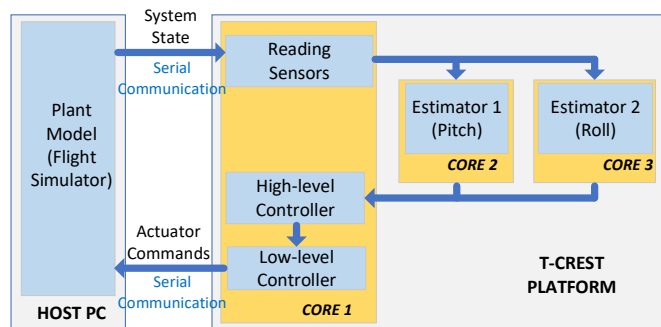 System
State
Serial
Communication
Reading
Sensors
Plant
Model
(Flight
Simulator)
Estimator 1
(Pitch)
CORE 2
Estimator 2
(Roll)
CORE 3
High-level
Controller
Actuator
Commands
Serial
Communication
Low-level
Controller
CORE 1
HOST PC
T-CREST
PLATFORM